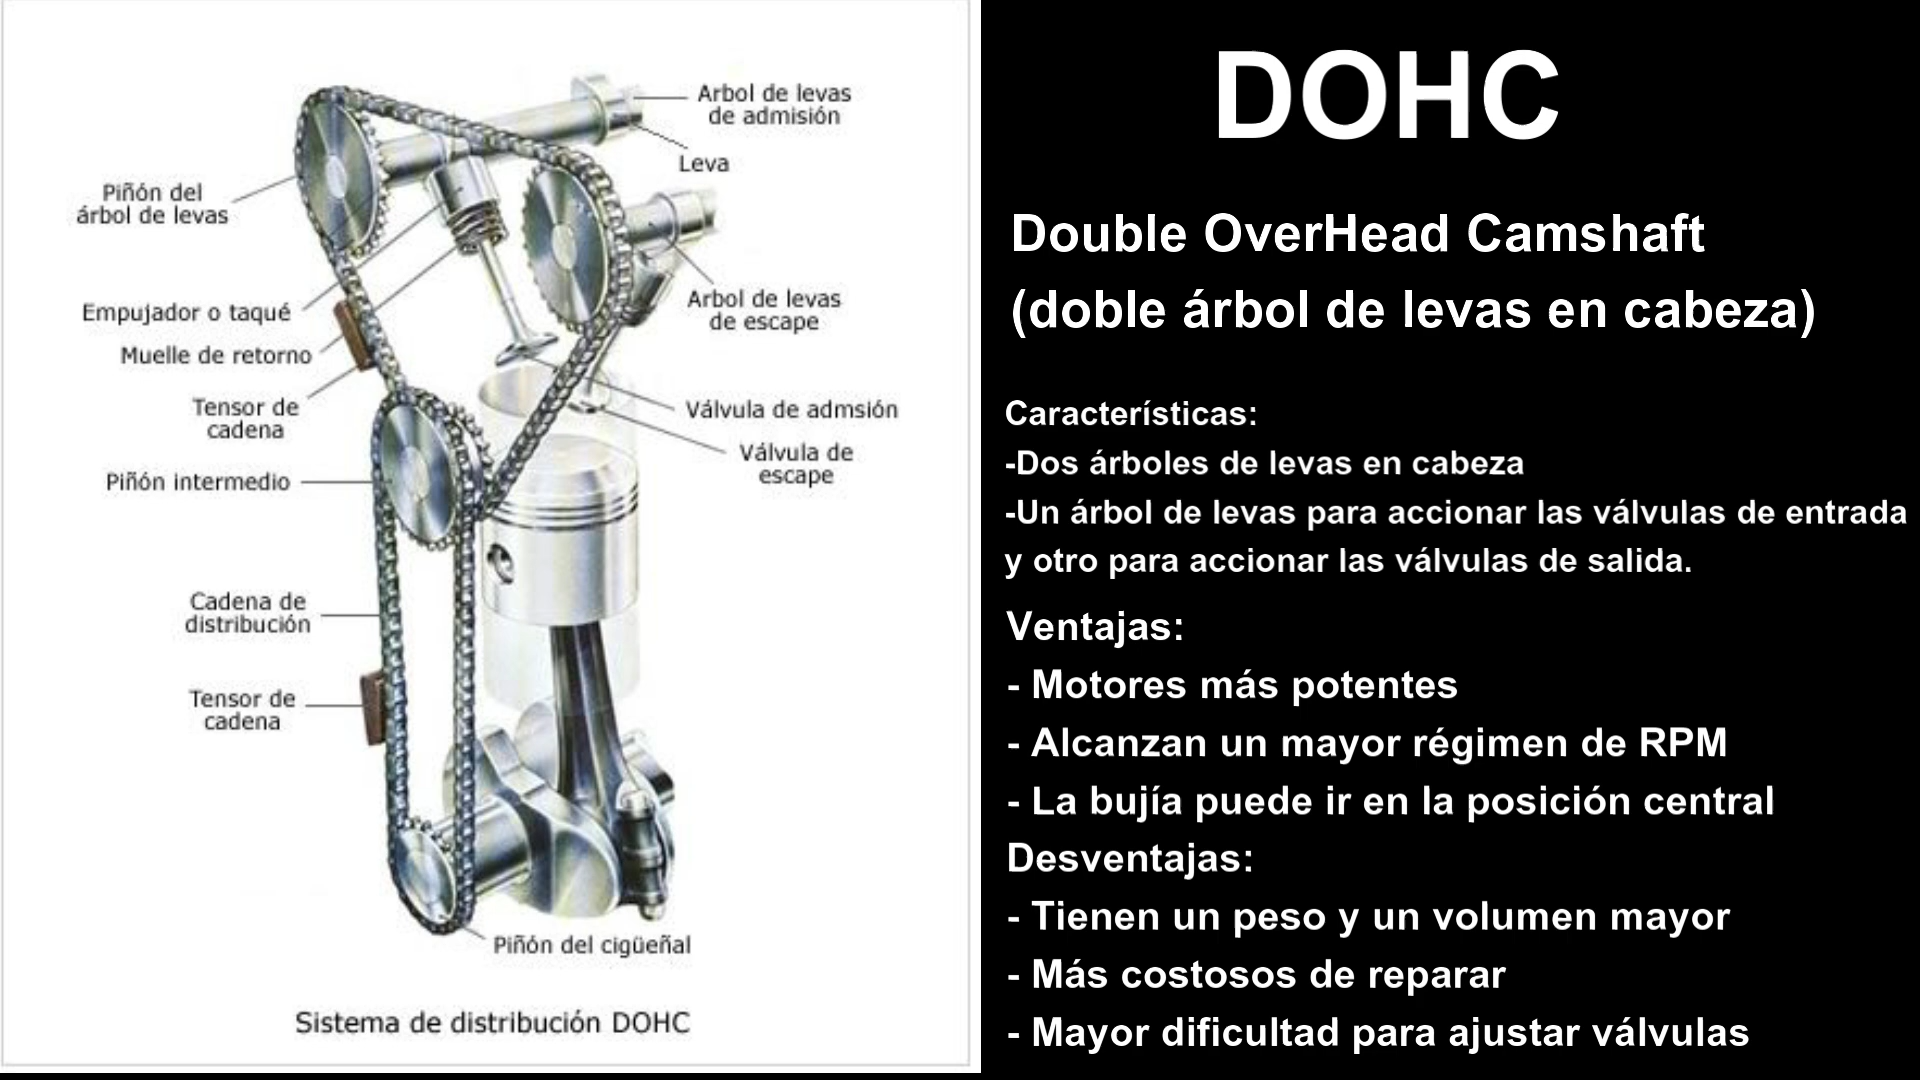 Arbol de levas
de admisión
Leva
Piñón del
árbol de levas
Empujador o taqué
Muelle de retorno
Tensor de
cadena
Piñón intermedio
Cadena de
distribución
Tensor de
cadena
Arbol de levas
de escape
Válvula de admsión
Válvula de
escape
Piñón del cigüeñal
Sistema de distribución DOHC
DOHC
Double OverHead Camshaft
(doble árbol de levas en cabeza)
Características:
-Dos árboles de levas en cabeza
-Un árbol de levas para accionar las válvulas de entrada
y otro para accionar las válvulas de salida.
Ventajas:
- Motores más potentes
- Alcanzan un mayor régimen de RPM
- La bujía puede ir en la posición central
Desventajas:
- Tienen un peso y un volumen mayor
- Más costosos de reparar
- Mayor dificultad para ajustar válvulas